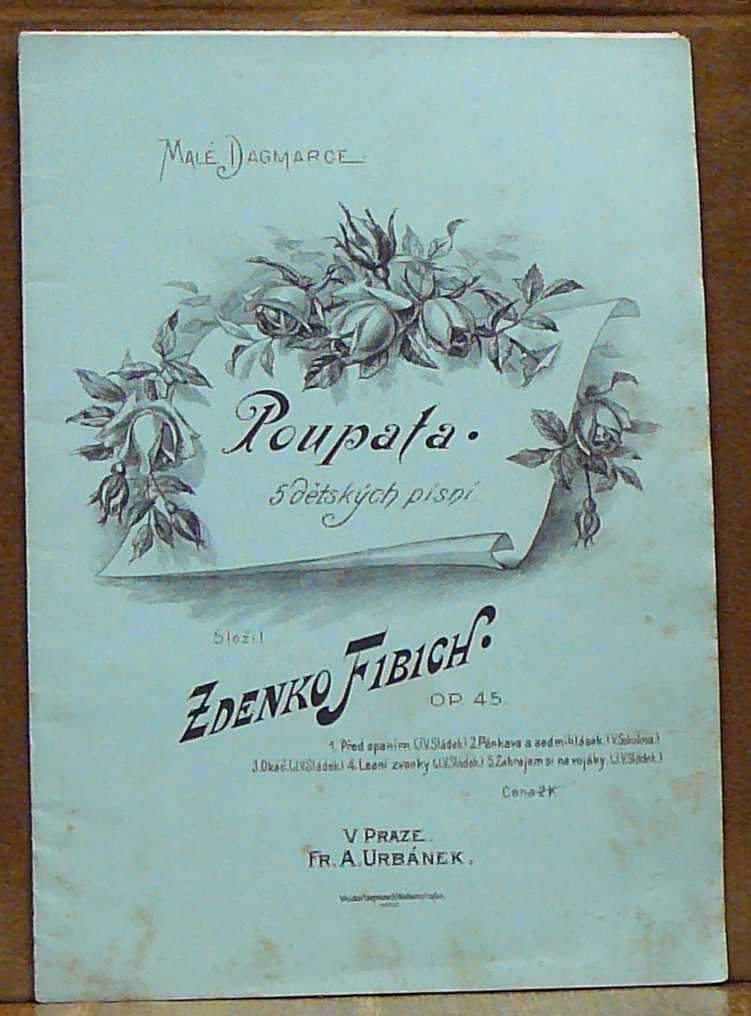 MALÉ DAGMARCE
Poupata.
5 dětských písní
Složil
ZDENKO FIBICH.
OP. 45.
1. Před spaním (J.V.Sládek) 2. Pěnkava a sedmihlásek. (V. Sokolova.)
3. Okáč. (J.V.Sládek) 4. Lesní zvonky (J.V.Sládek) 5. Zahrajem si na vojáky. (J.V.Sládek.)
Cena 2K
V PRAZE.
FR. A. URBÁNEK.